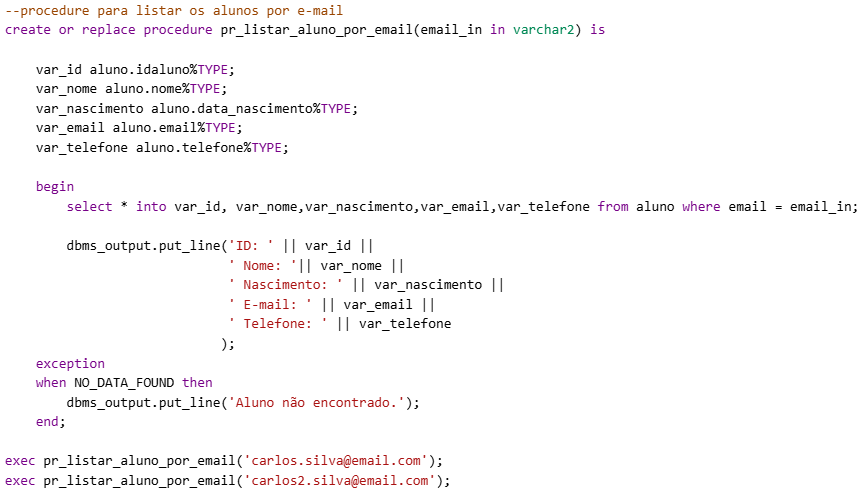 --procedure para listar os alunos por e-mail
create or replace procedure pr_listar_aluno_por_email(email_in in varchar2) is
var_id aluno.idaluno%TYPE;
var_nome aluno.nome%TYPE;
var_nascimento aluno.data_nascimento%TYPE;
var_email aluno.email%TYPE;
var_telefone aluno.telefone%TYPE;
begin
select * into var_id, var_nome,var_nascimento,var_email,var_telefone from aluno where email = email_in;
dbms_output.put_line('ID: ' || var_id ||
' Nome: '|| var_nome ||
' Nascimento: ' || var_nascimento ||
' E-mail: ' || var_email ||
' Telefone: ' || var_telefone
);
exception
when NO_DATA_FOUND then
dbms_output.put_line('Aluno não encontrado.');
end;
exec pr_listar_aluno_por_email('carlos.silva@email.com');
exec pr_listar_aluno_por_email('carlos2.silva@email.com');